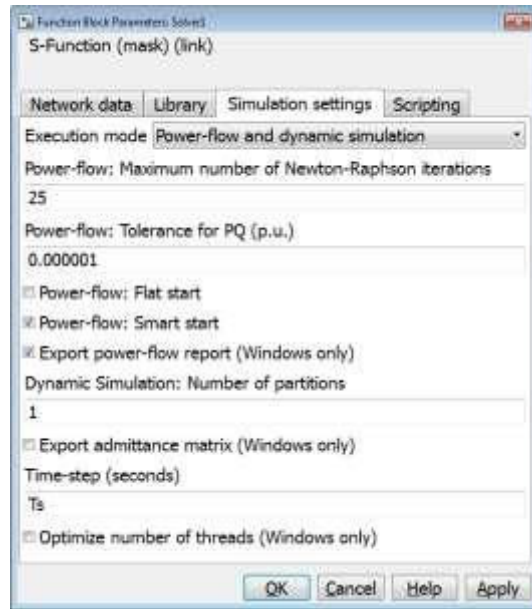 Function Block Parameters: Solver1
S-Function (mask) (link)
Network data Library Simulation settings Scripting
Execution mode Power-flow and dynamic simulation
Power-flow: Maximum number of Newton-Raphson iterations
25
Power-flow: Tolerance for PQ (p.u.)
0.000001
Power-flow: Flat start
Power-flow: Smart start
Export power-flow report (Windows only)
Dynamic Simulation: Number of partitions
1
Export admittance matrix (Windows only)
Time-step (seconds)
Ts
Optimize number of threads (Windows only)
OK Cancel Help Apply